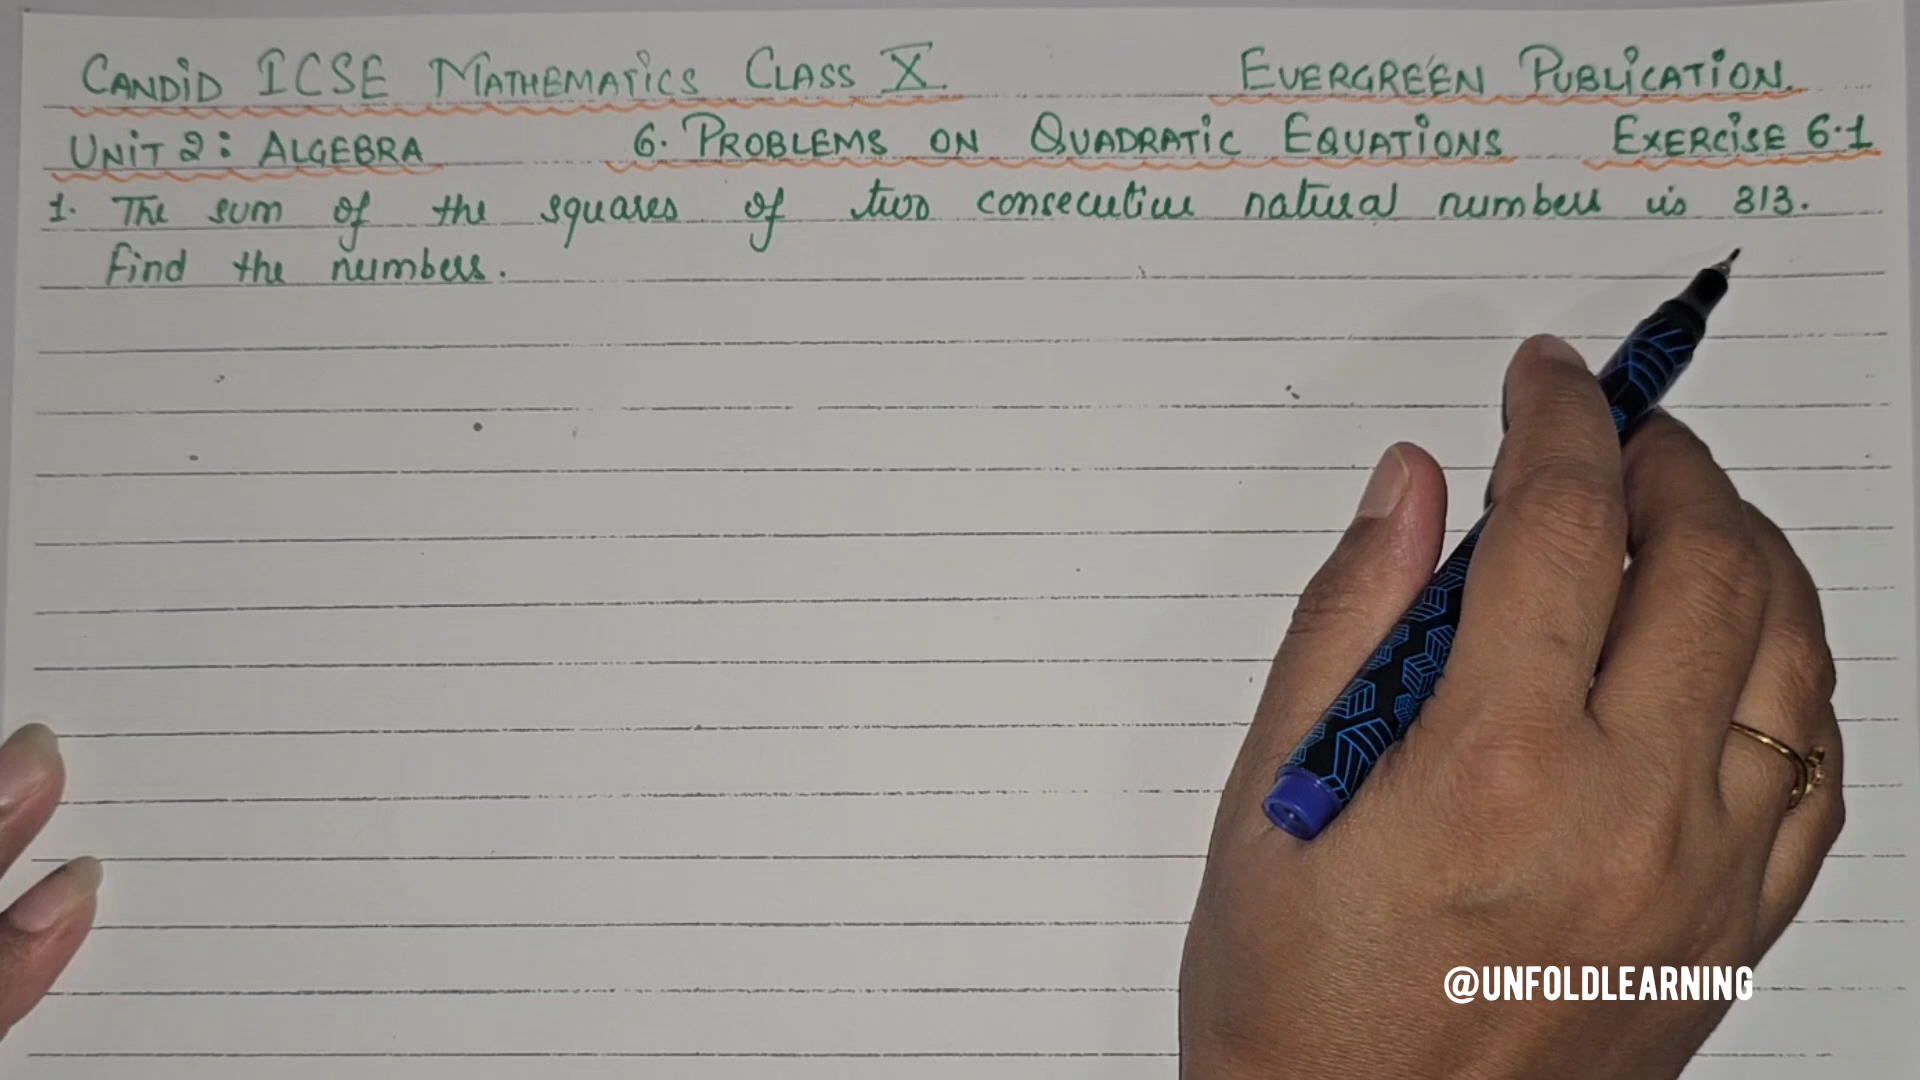 CANDID ICSE MATHEMATICS CLASS X EVERGREEN PUBLICATION
UNIT 2: ALGEBRA 6. PROBLEMS ON QUADRATIC EQUATIONS EXERCISE 6.1
1. The sum of the squares of two consecutive natural numbers is 313.
Find the numbers.
@UNFOLDLEARNING